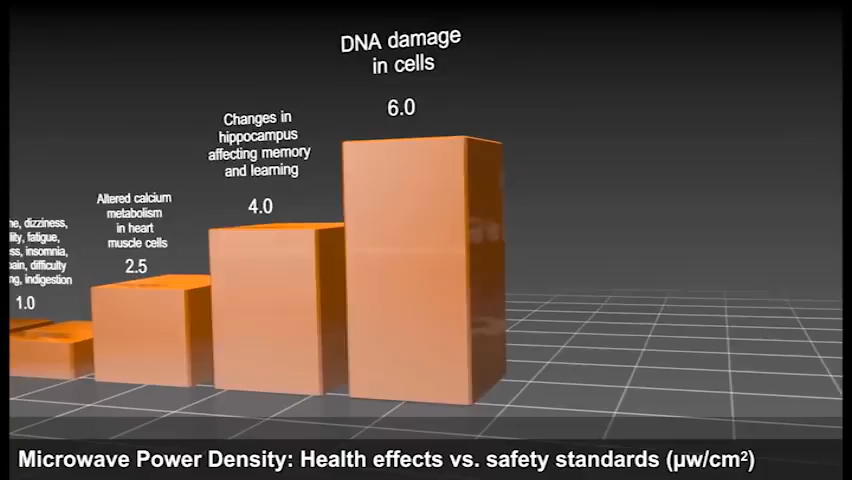 DNA damage
in cells
6.0
Changes in
hippocampus
affecting memory
and learning
4.0
Altered calcium
metabolism
in heart
muscle cells
2.5
dizziness,
fatigue,
insomnia,
difficulty
indigestion
1.0
Microwave Power Density: Health effects vs. safety standards (µw/cm²)